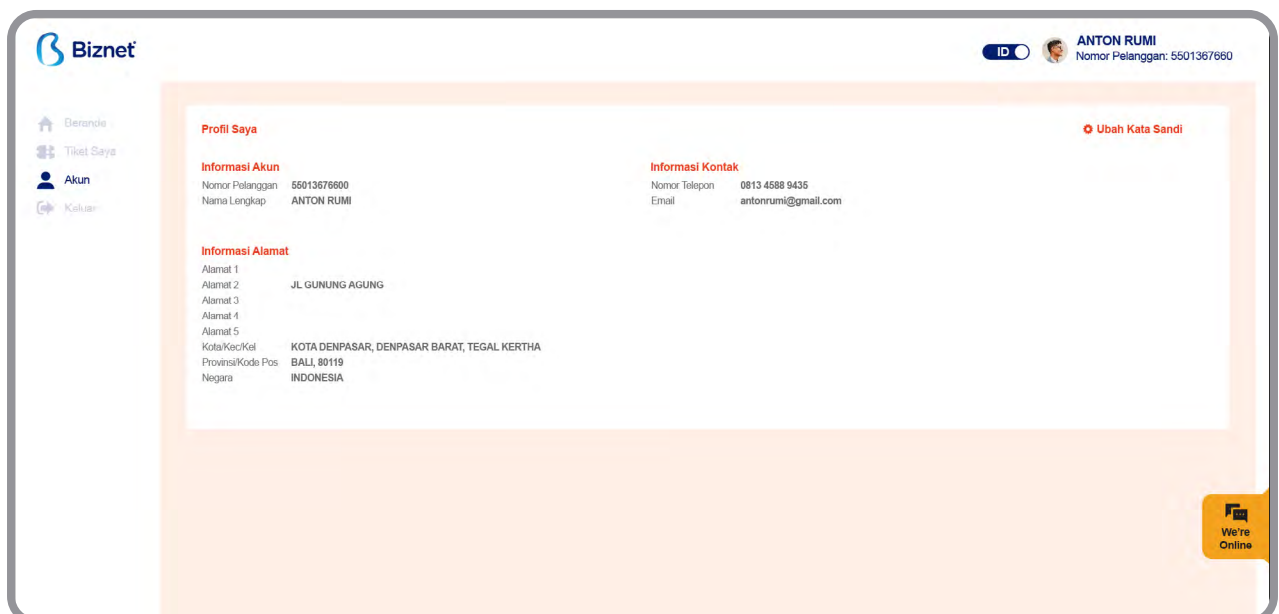 Biznet
ID
ANTON RUMI
Nomor Pelanggan: 5501367660
Beranda
Tiket Saya
Akun
Keluar
Profil Saya
Ubah Kata Sandi
Informasi Akun
Nomor Pelanggan 55013676600
Nama Lengkap ANTON RUMI
Informasi Kontak
Nomor Telepon 0813 4588 9435
Email antonrumi@gmail.com
Informasi Alamat
Alamat 1
Alamat 2 JL GUNUNG AGUNG
Alamat 3
Alamat 4
Alamat 5
Kota/Kec/Kel KOTA DENPASAR, DENPASAR BARAT, TEGAL KERTHA
Provinsi/Kode Pos BALI, 80119
Negara INDONESIA
We're
Online